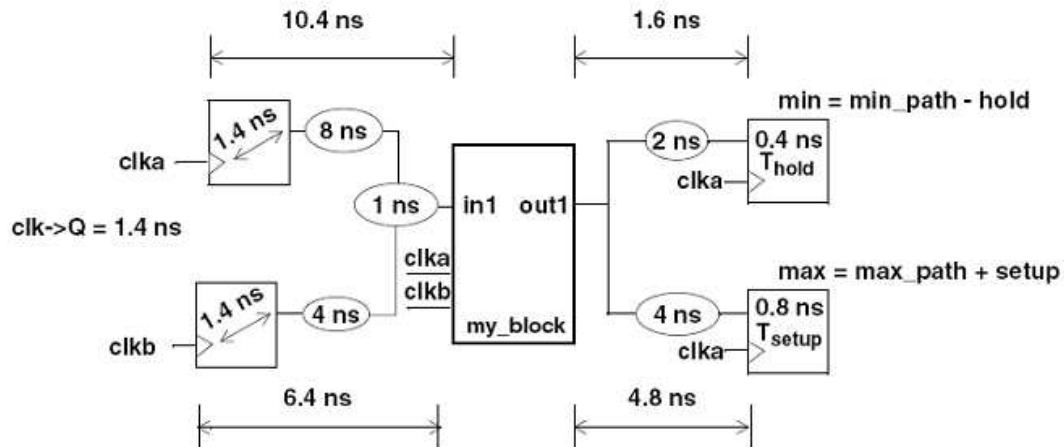 10.4 ns
1.6 ns
min = min_path - hold
1.4 ns
8 ns
2 ns
0.4 ns
T_hold
clka
clka
1 ns
in1
out1
clk->Q = 1.4 ns
clka
clkb
max = max_path + setup
1.4 ns
4 ns
my_block
4 ns
0.8 ns
T_setup
clkb
clka
6.4 ns
4.8 ns